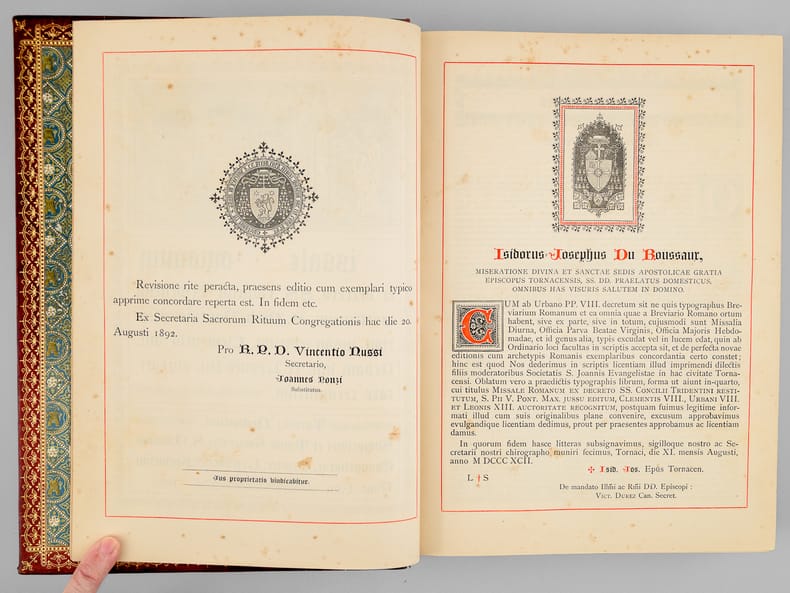 Revisione rite peracta, praesens editio cum exemplari typico
apprime concordare reperta est. In fidem etc.
Ex Secretaria Sacrorum Rituum Congregationis hac die 20.
Augusti 1892.
Pro R. P. D. Vincentio Nussi
Secretario,
Joannes Ponzi
Substitutus.
Jus proprietatis vindicabitur.
Isidorus-Josephus Du Roussaux,
MISERATIONE DIVINA ET SANCTAE SEDIS APOSTOLICAE GRATIA
EPISCOPUS TORNACENSIS, SS. DD. PRAELATUS DOMESTICUS,
OMNIBUS HAS VISURIS SALUTEM IN DOMINO.
CUM ab Urbano PP. VIII. decretum sit ne quis typographus Bre-
viarium Romanum et ea omnia quae a Breviario Romano ortum
habent, sive ex parte, sive in totum, cujusmodi sunt Missalia
Diurna, Officia Parva Beatae Virginis, Officia Majoris Hebdo-
madae, et id genus alia, typis excudat vel in lucem edat, quin ab
Ordinario loci facultas in scriptis accepta sit, et de perfecta novae
editionis cum archetypis Romanis exemplaribus concordantia certo constet;
hinc est quod Nos dederimus in scriptis licentiam illud imprimendi dilectis
filiis moderatoribus Societatis S. Joannis Evangelistae in hac civitate Torna-
censi. Oblatum vero a praedictis typographis librum, forma ut aiunt in-quarto,
cui titulus MISSALE ROMANUM EX DECRETO SS. CONCILII TRIDENTINI RESTI-
TUTUM, S. PII V. PONT. MAX. JUSSU EDITUM, CLEMENTIS VIII., URBANI VIII.
ET LEONIS XIII. AUCTORITATE RECOGNITUM, postquam fuimus legitime infor-
mati illud cum suis originalibus plane convenire, excusum approbavimus
evulgandique licentiam dedimus, prout per praesentes approbamus ac licentiam
damus.
In quorum fidem hasce litteras subsignavimus, sigilloque nostro ac Se-
cretarii nostri chirographo muniri fecimus, Tornaci, die XI. mensis Augusti,
anno M DCCC XCII.
✠ Isid. Jos. Epūs Tornacen.
L † S
De mandato Illm̄i ac Rm̄i DD. Episcopi :
VICT. DUREZ Can. Secret.